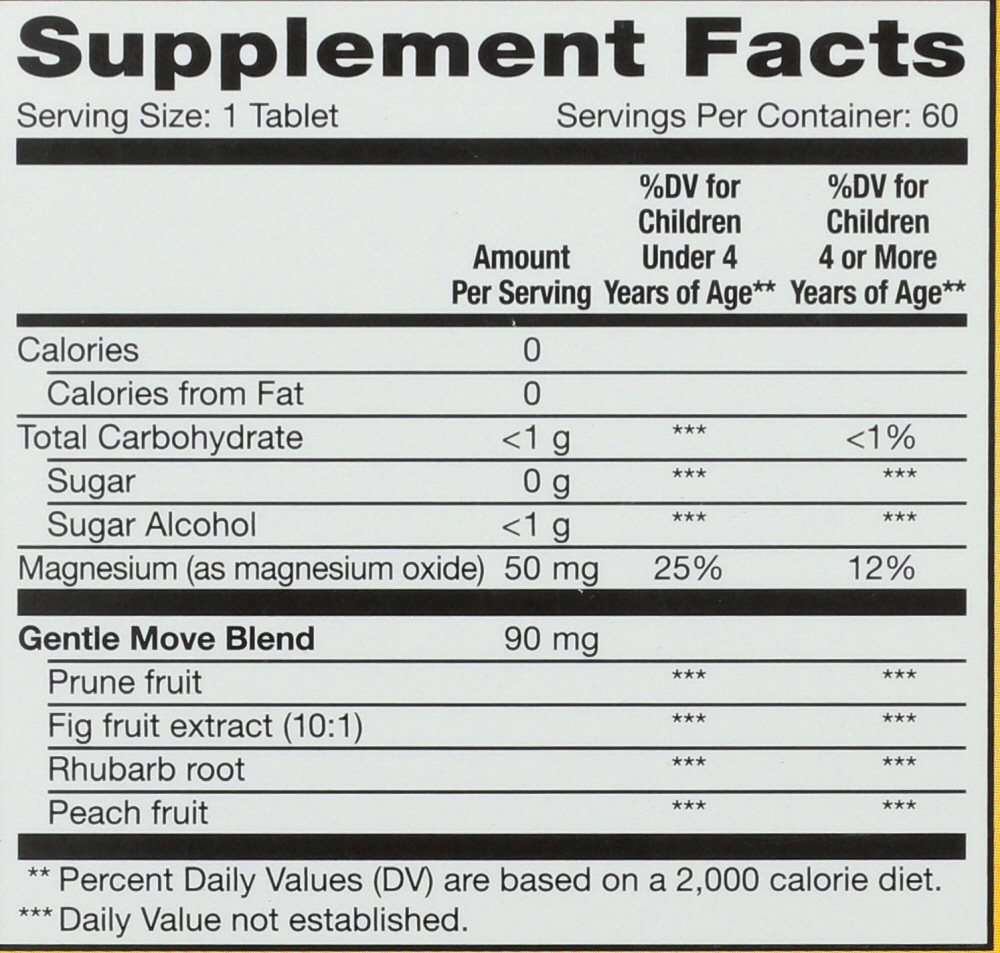 Supplement Facts
Serving Size: 1 Tablet Servings Per Container: 60
%DV for %DV for
Children Children
Amount Under 4 4 or More
Per Serving Years of Age** Years of Age**
Calories 0
Calories from Fat 0
Total Carbohydrate <1 g *** <1%
Sugar 0 g *** ***
Sugar Alcohol <1 g *** ***
Magnesium (as magnesium oxide) 50 mg 25% 12%
Gentle Move Blend 90 mg
Prune fruit *** ***
Fig fruit extract (10:1) *** ***
Rhubarb root *** ***
Peach fruit *** ***
** Percent Daily Values (DV) are based on a 2,000 calorie diet.
*** Daily Value not established.